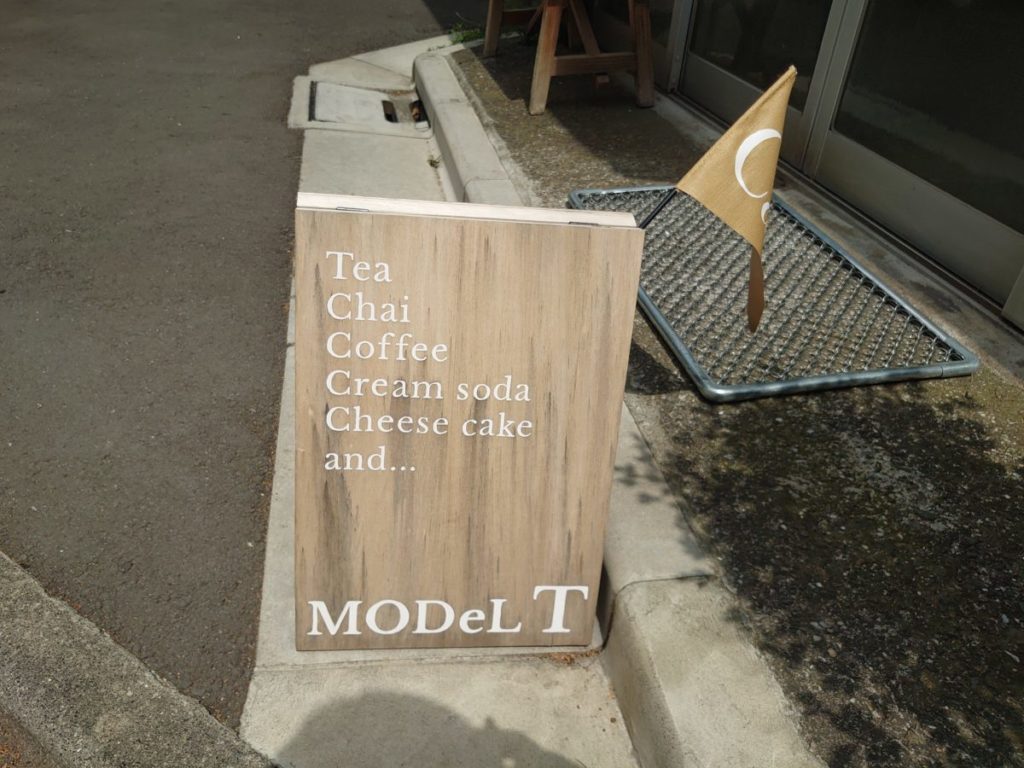 Tea
Chai
Coffee
Cream soda
Cheese cake
and...
MODeL T